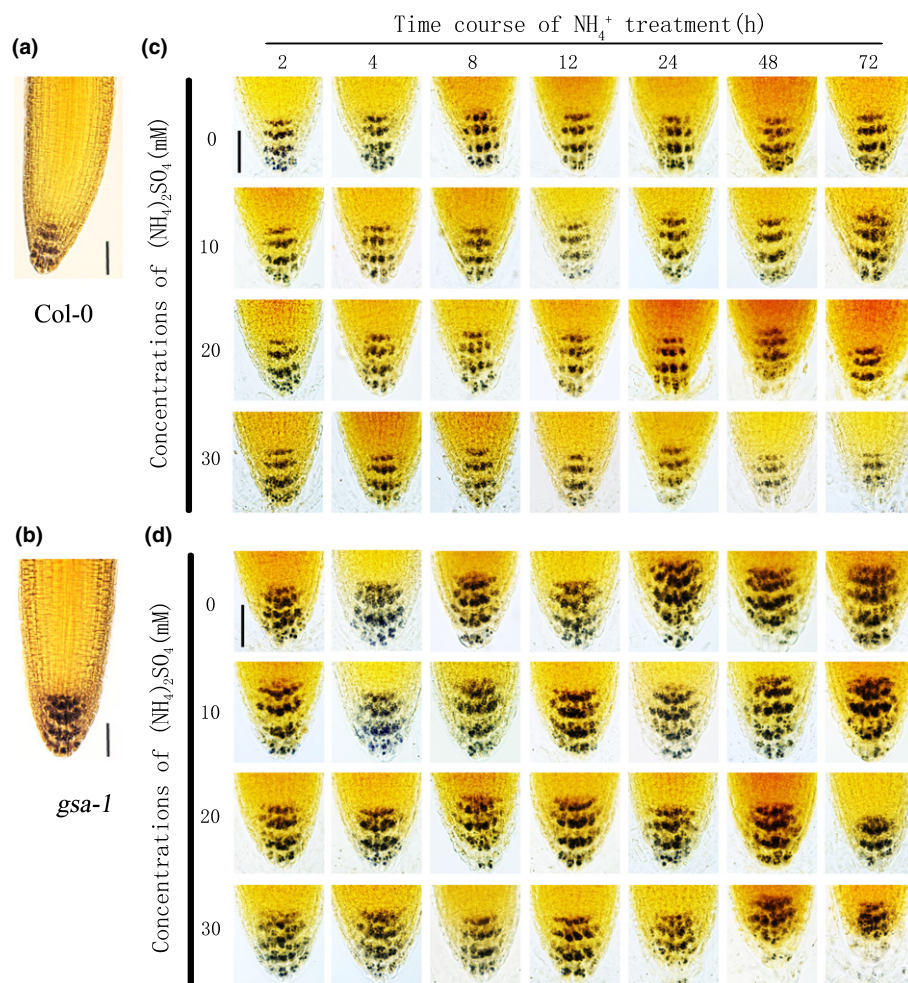 Time course of NH₄⁺ treatment(h)
(a)
(c)
2 4 8 12 24 48 72
Concentrations of (NH₄)₂SO₄(mM)
0
10
20
30
Col-0
(b)
(d)
Concentrations of (NH₄)₂SO₄(mM)
0
10
20
30
gsa-1